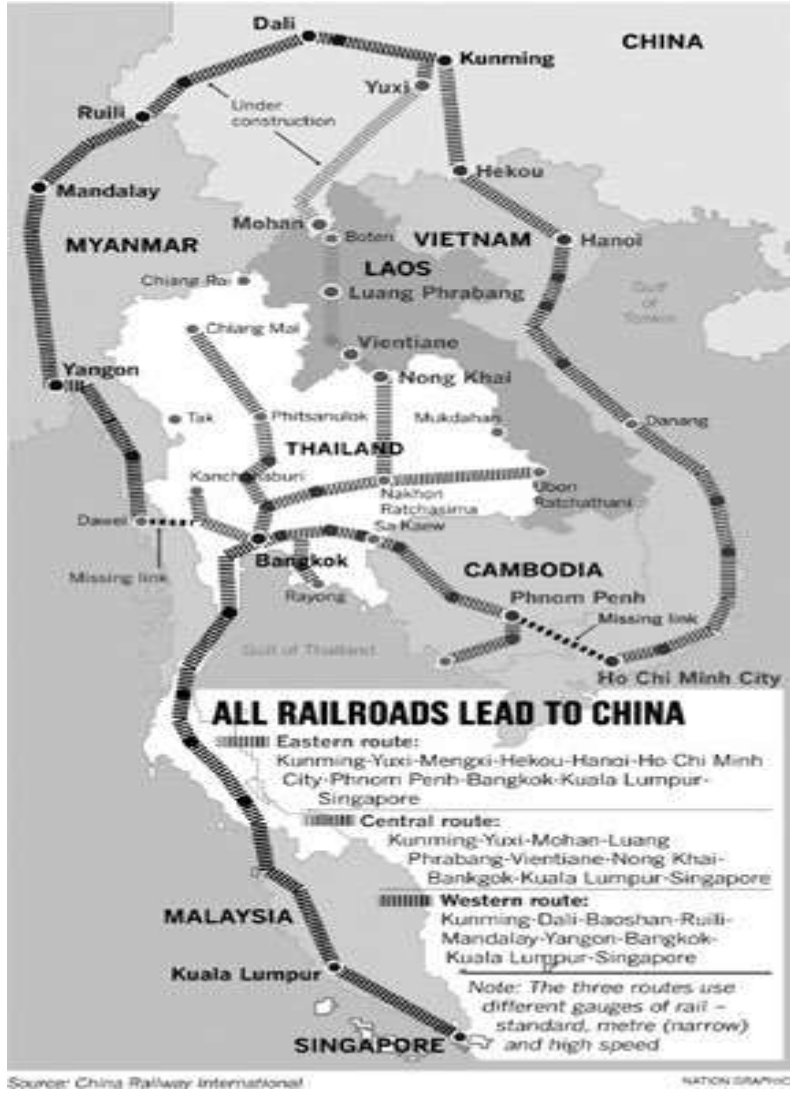 Dali
Kunming
CHINA
Yuxi
Under
construction
Ruili
Hekou
Mandalay
Mohan
Boten
VIETNAM
Hanoi
MYANMAR
LAOS
Chiang Rai
Luang Phrabang
Gulf
of
Tonkin
Chiang Mai
Vientiane
Yangon
Nong Khai
Tak
Phitsanulok
Mukdahan
Danang
THAILAND
Kanchanaburi
Nakhon
Ratchasima
Ubon
Ratchathani
Dawei
Sa Kaew
Bangkok
Missing link
CAMBODIA
Rayong
Phnom Penh
Missing link
Gulf of Thailand
Ho Chi Minh City
ALL RAILROADS LEAD TO CHINA
Eastern route:
Kunming-Yuxi-Mengxi-Hekou-Hanoi-Ho Chi Minh
City-Phnom Penh-Bangkok-Kuala Lumpur-
Singapore
Central route:
Kunming-Yuxi-Mohan-Luang
Phrabang-Vientiane-Nong Khai-
Bankgok-Kuala Lumpur-Singapore
Western route:
Kunming-Dali-Baoshan-Ruili-
Mandalay-Yangon-Bangkok-
Kuala Lumpur-Singapore
MALAYSIA
Kuala Lumpur
Note: The three routes use
different gauges of rail –
standard, metre (narrow)
and high speed
SINGAPORE
Source: China Railway International
NATION GRAPHIC